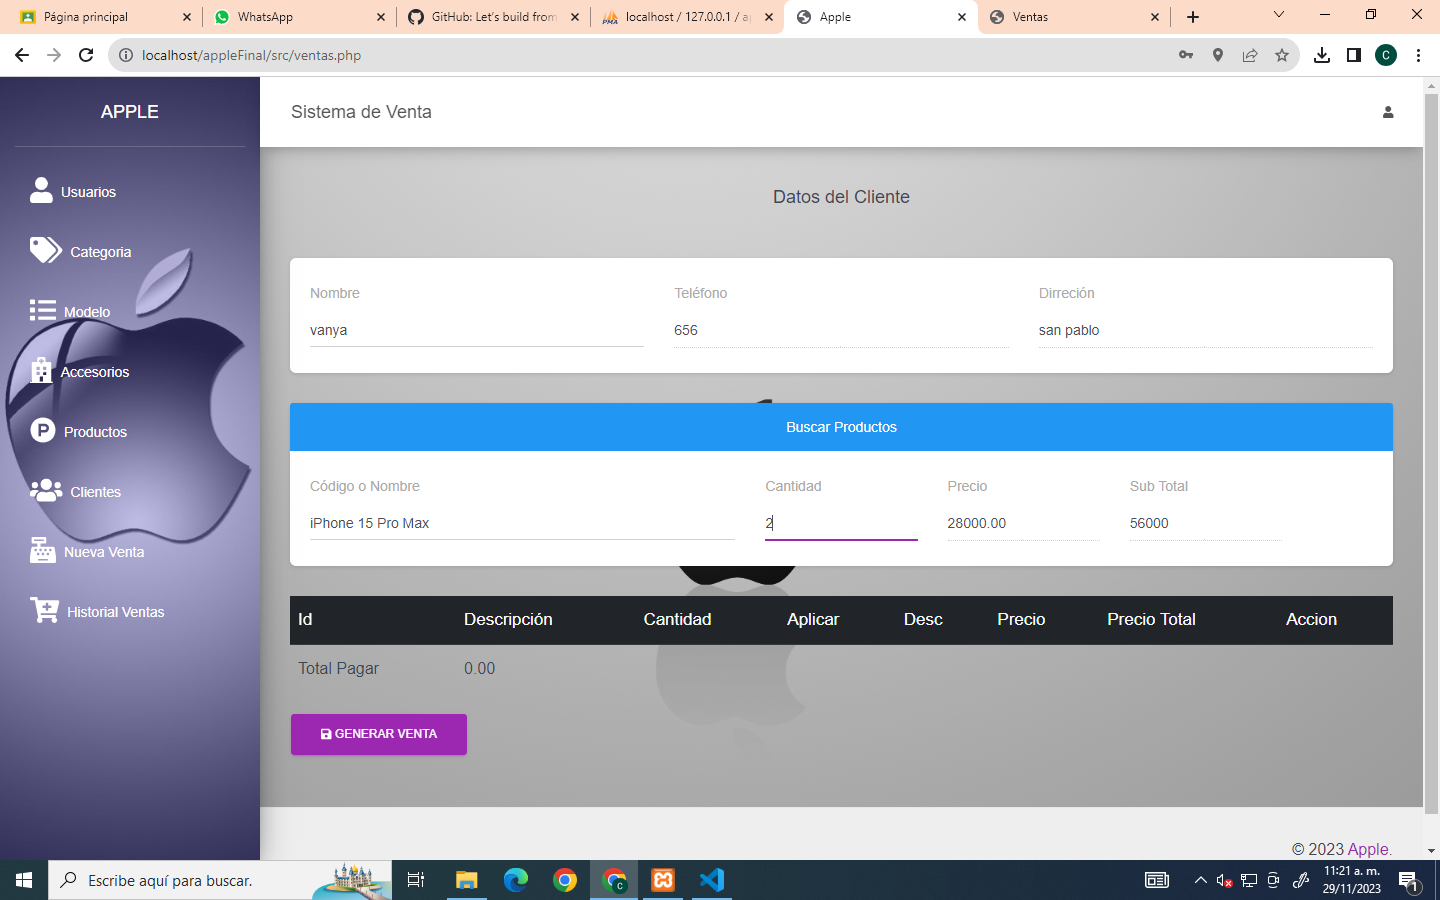 Página principal
WhatsApp
GitHub: Let's build from
localhost / 127.0.0.1 / a
Apple
Ventas
localhost/appleFinal/src/ventas.php
C
APPLE
Sistema de Venta
Usuarios
Categoria
Modelo
Accesorios
Productos
Clientes
Nueva Venta
Historial Ventas
Datos del Cliente
Nombre
Teléfono
Dirreción
vanya
656
san pablo
Buscar Productos
Código o Nombre
Cantidad
Precio
Sub Total
iPhone 15 Pro Max
2
28000.00
56000
Id
Descripción
Cantidad
Aplicar
Desc
Precio
Precio Total
Accion
Total Pagar
0.00
GENERAR VENTA
© 2023 Apple.
Escribe aquí para buscar.
11:21 a. m.
29/11/2023
1